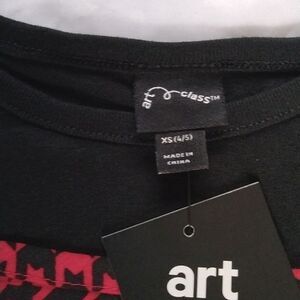 art class™
XS (4/5)
MADE IN
CHINA
art